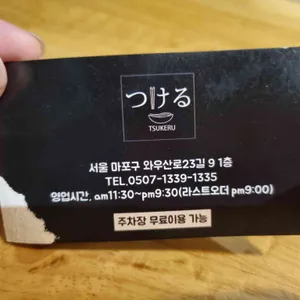 つける
TSUKERU
서울 마포구 와우산로23길 9 1층
TEL.0507-1339-1335
영업시간. am11:30~pm9:30(라스트오더 pm9:00)
주차장 무료이용 가능